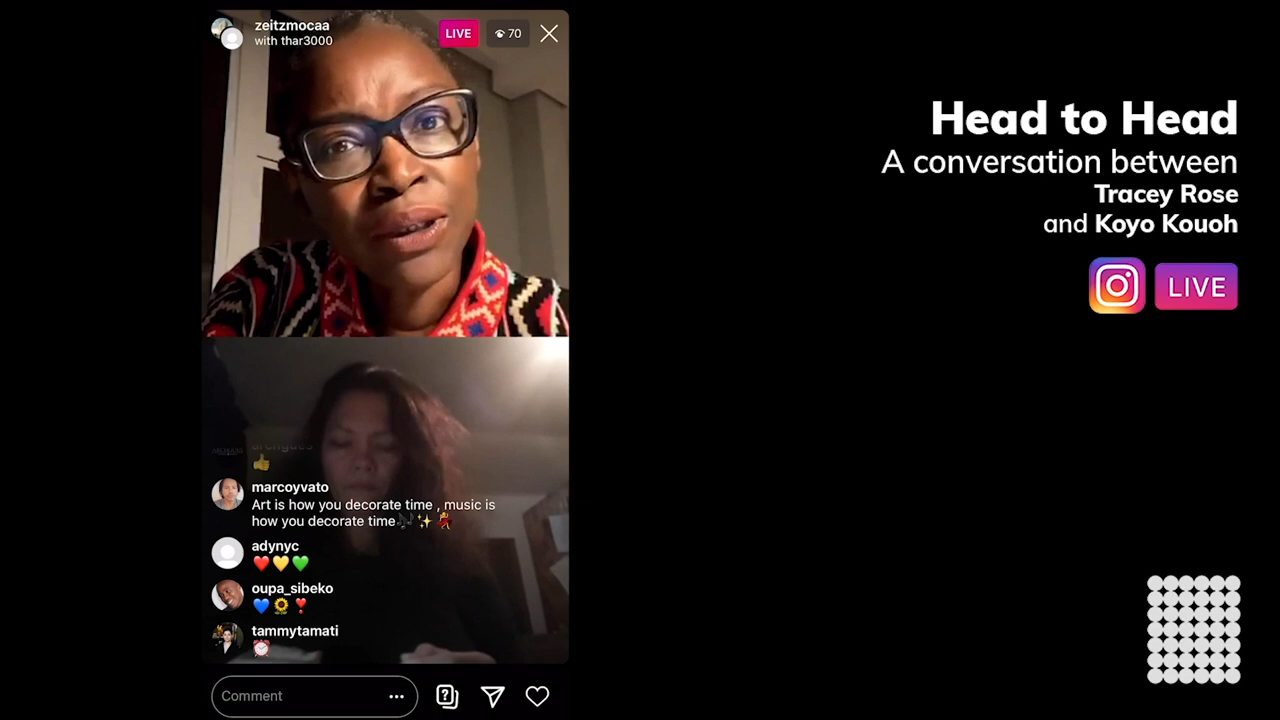 zeitzmocaa
with thar3000
LIVE
70
Head to Head
A conversation between
Tracey Rose
and Koyo Kouoh
LIVE
marcoyvato
Art is how you decorate time , music is
how you decorate time🎶✨💃
adynyc
❤️💛💚
oupa_sibeko
💙🌻❣️
tammytamati
⏰
Comment